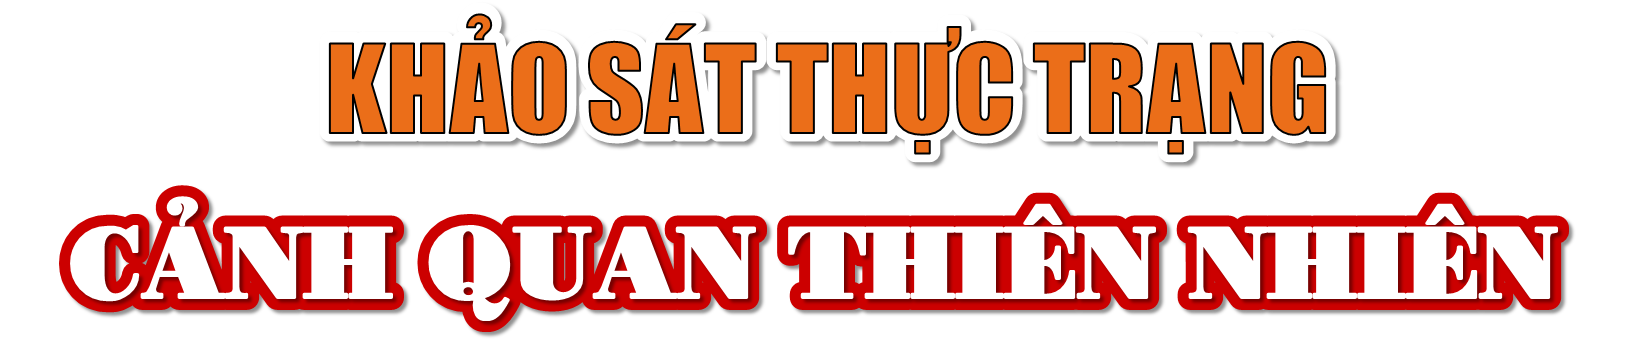 KHẢO SÁT THỰC TRẠNG
CẢNH QUAN THIÊN NHIÊN